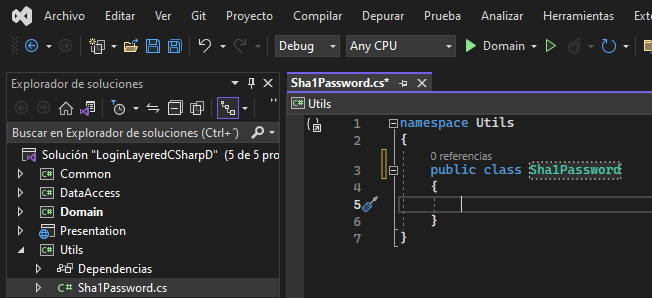 Archivo Editar Ver Git Proyecto Compilar Depurar Prueba Analizar Herramientas Ext
Debug Any CPU Domain
Explorador de soluciones
Sha1Password.cs*
C# Utils
Buscar en Explorador de soluciones (Ctrl+´)
Solución "LoginLayeredCSharpD" (5 de 5 pro
C# Common
C# DataAccess
C# Domain
Presentation
C# Utils
Dependencias
C# Sha1Password.cs
1 namespace Utils
2 {
0 referencias
3 public class Sha1Password
4 {
5
6 }
7 }